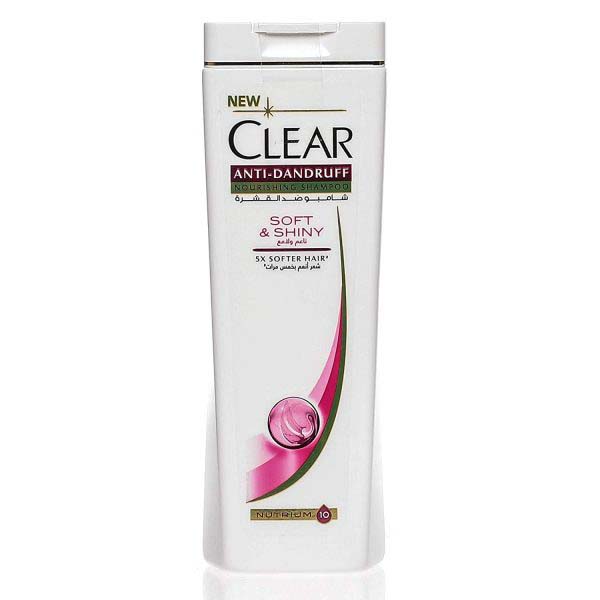 NEW
CLEAR
ANTI-DANDRUFF
NOURISHING SHAMPOO
شامبو ضد القشرة
SOFT
& SHINY
ناعم ولامع
5X SOFTER HAIR*
شعر أنعم بخمس مرات*
NUTRIUM 10